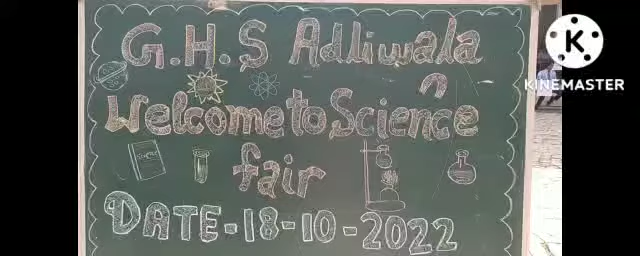 G.H.S Adliwala
Welcome to Science
fair
DATE-18-10-2022
K
KINEMASTER